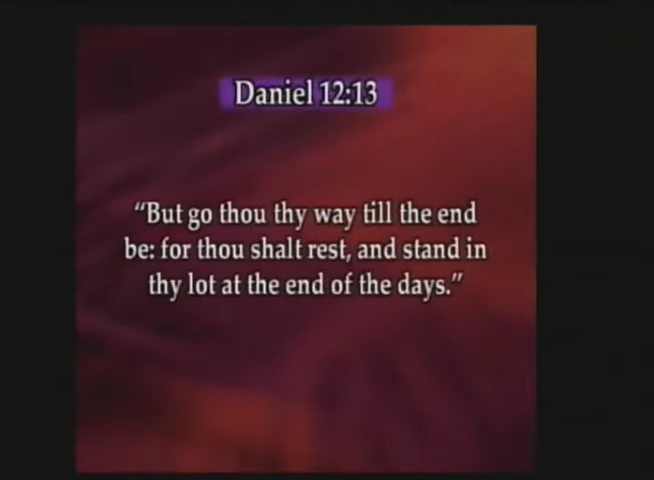 Daniel 12:13
“But go thou thy way till the end
be: for thou shalt rest, and stand in
thy lot at the end of the days.”